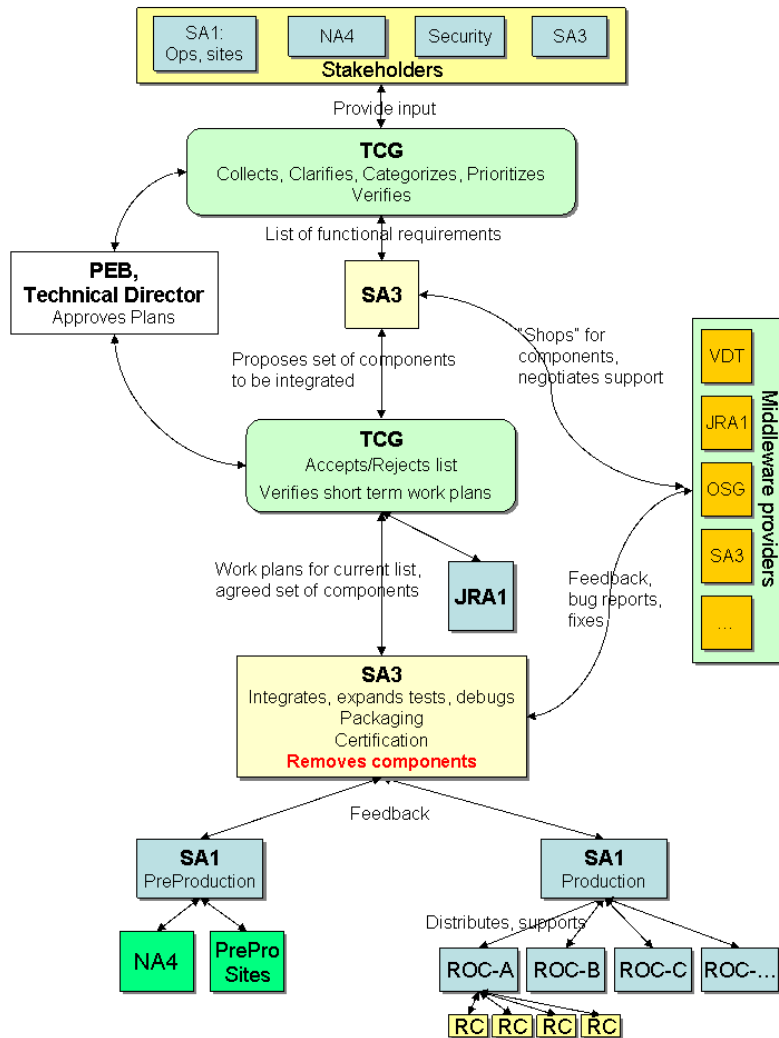 SA1:
Ops, sites
NA4
Security
SA3
Stakeholders
Provide input
TCG
Collects, Clarifies, Categorizes, Prioritizes
Verifies
List of functional requirements
PEB,
Technical Director
Approves Plans
SA3
"Shops" for
components,
negotiates support
Proposes set of components
to be integrated
TCG
Accepts/Rejects list
Verifies short term work plans
VDT
JRA1
OSG
SA3
...
Middleware providers
Work plans for current list,
agreed set of components
JRA1
Feedback,
bug reports,
fixes
SA3
Integrates, expands tests, debugs
Packaging
Certification
Removes components
Feedback
SA1
PreProduction
SA1
Production
NA4
PrePro
Sites
Distributes, supports
ROC-A
ROC-B
ROC-C
ROC-...
RC
RC
RC
RC